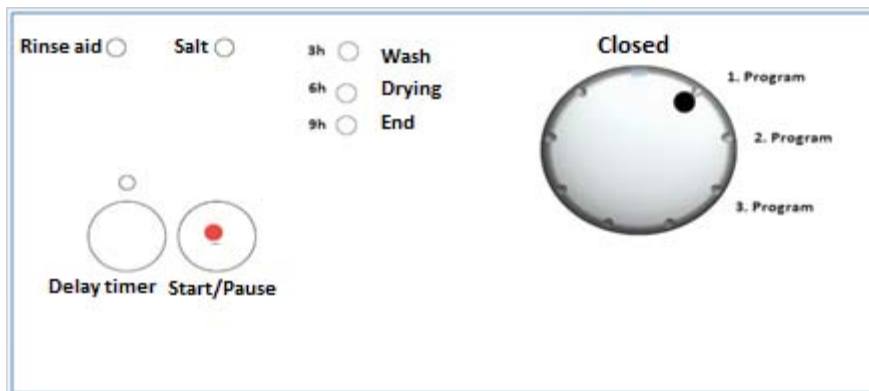 Rinse aid
Salt
3h Wash
6h Drying
9h End
Closed
1. Program
2. Program
3. Program
Delay timer
Start/Pause